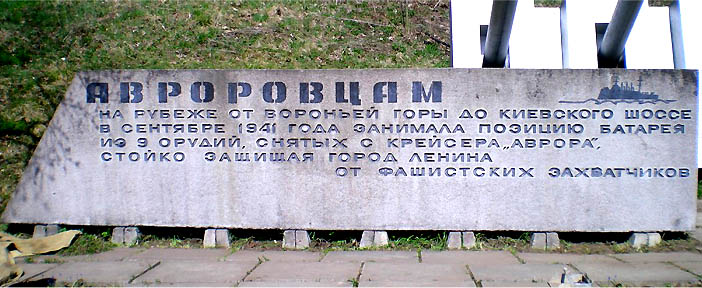 АВРОРОВЦАМ
НА РУБЕЖЕ ОТ ВОРОНЬЕЙ ГОРЫ ДО КИЕВСКОГО ШОССЕ
В СЕНТЯБРЕ 1941 ГОДА ЗАНИМАЛА ПОЗИЦИЮ БАТАРЕЯ
ИЗ 9 ОРУДИЙ, СНЯТЫХ С КРЕЙСЕРА „АВРОРА“,
СТОЙКО ЗАЩИЩАЯ ГОРОД ЛЕНИНА
ОТ ФАШИСТСКИХ ЗАХВАТЧИКОВ